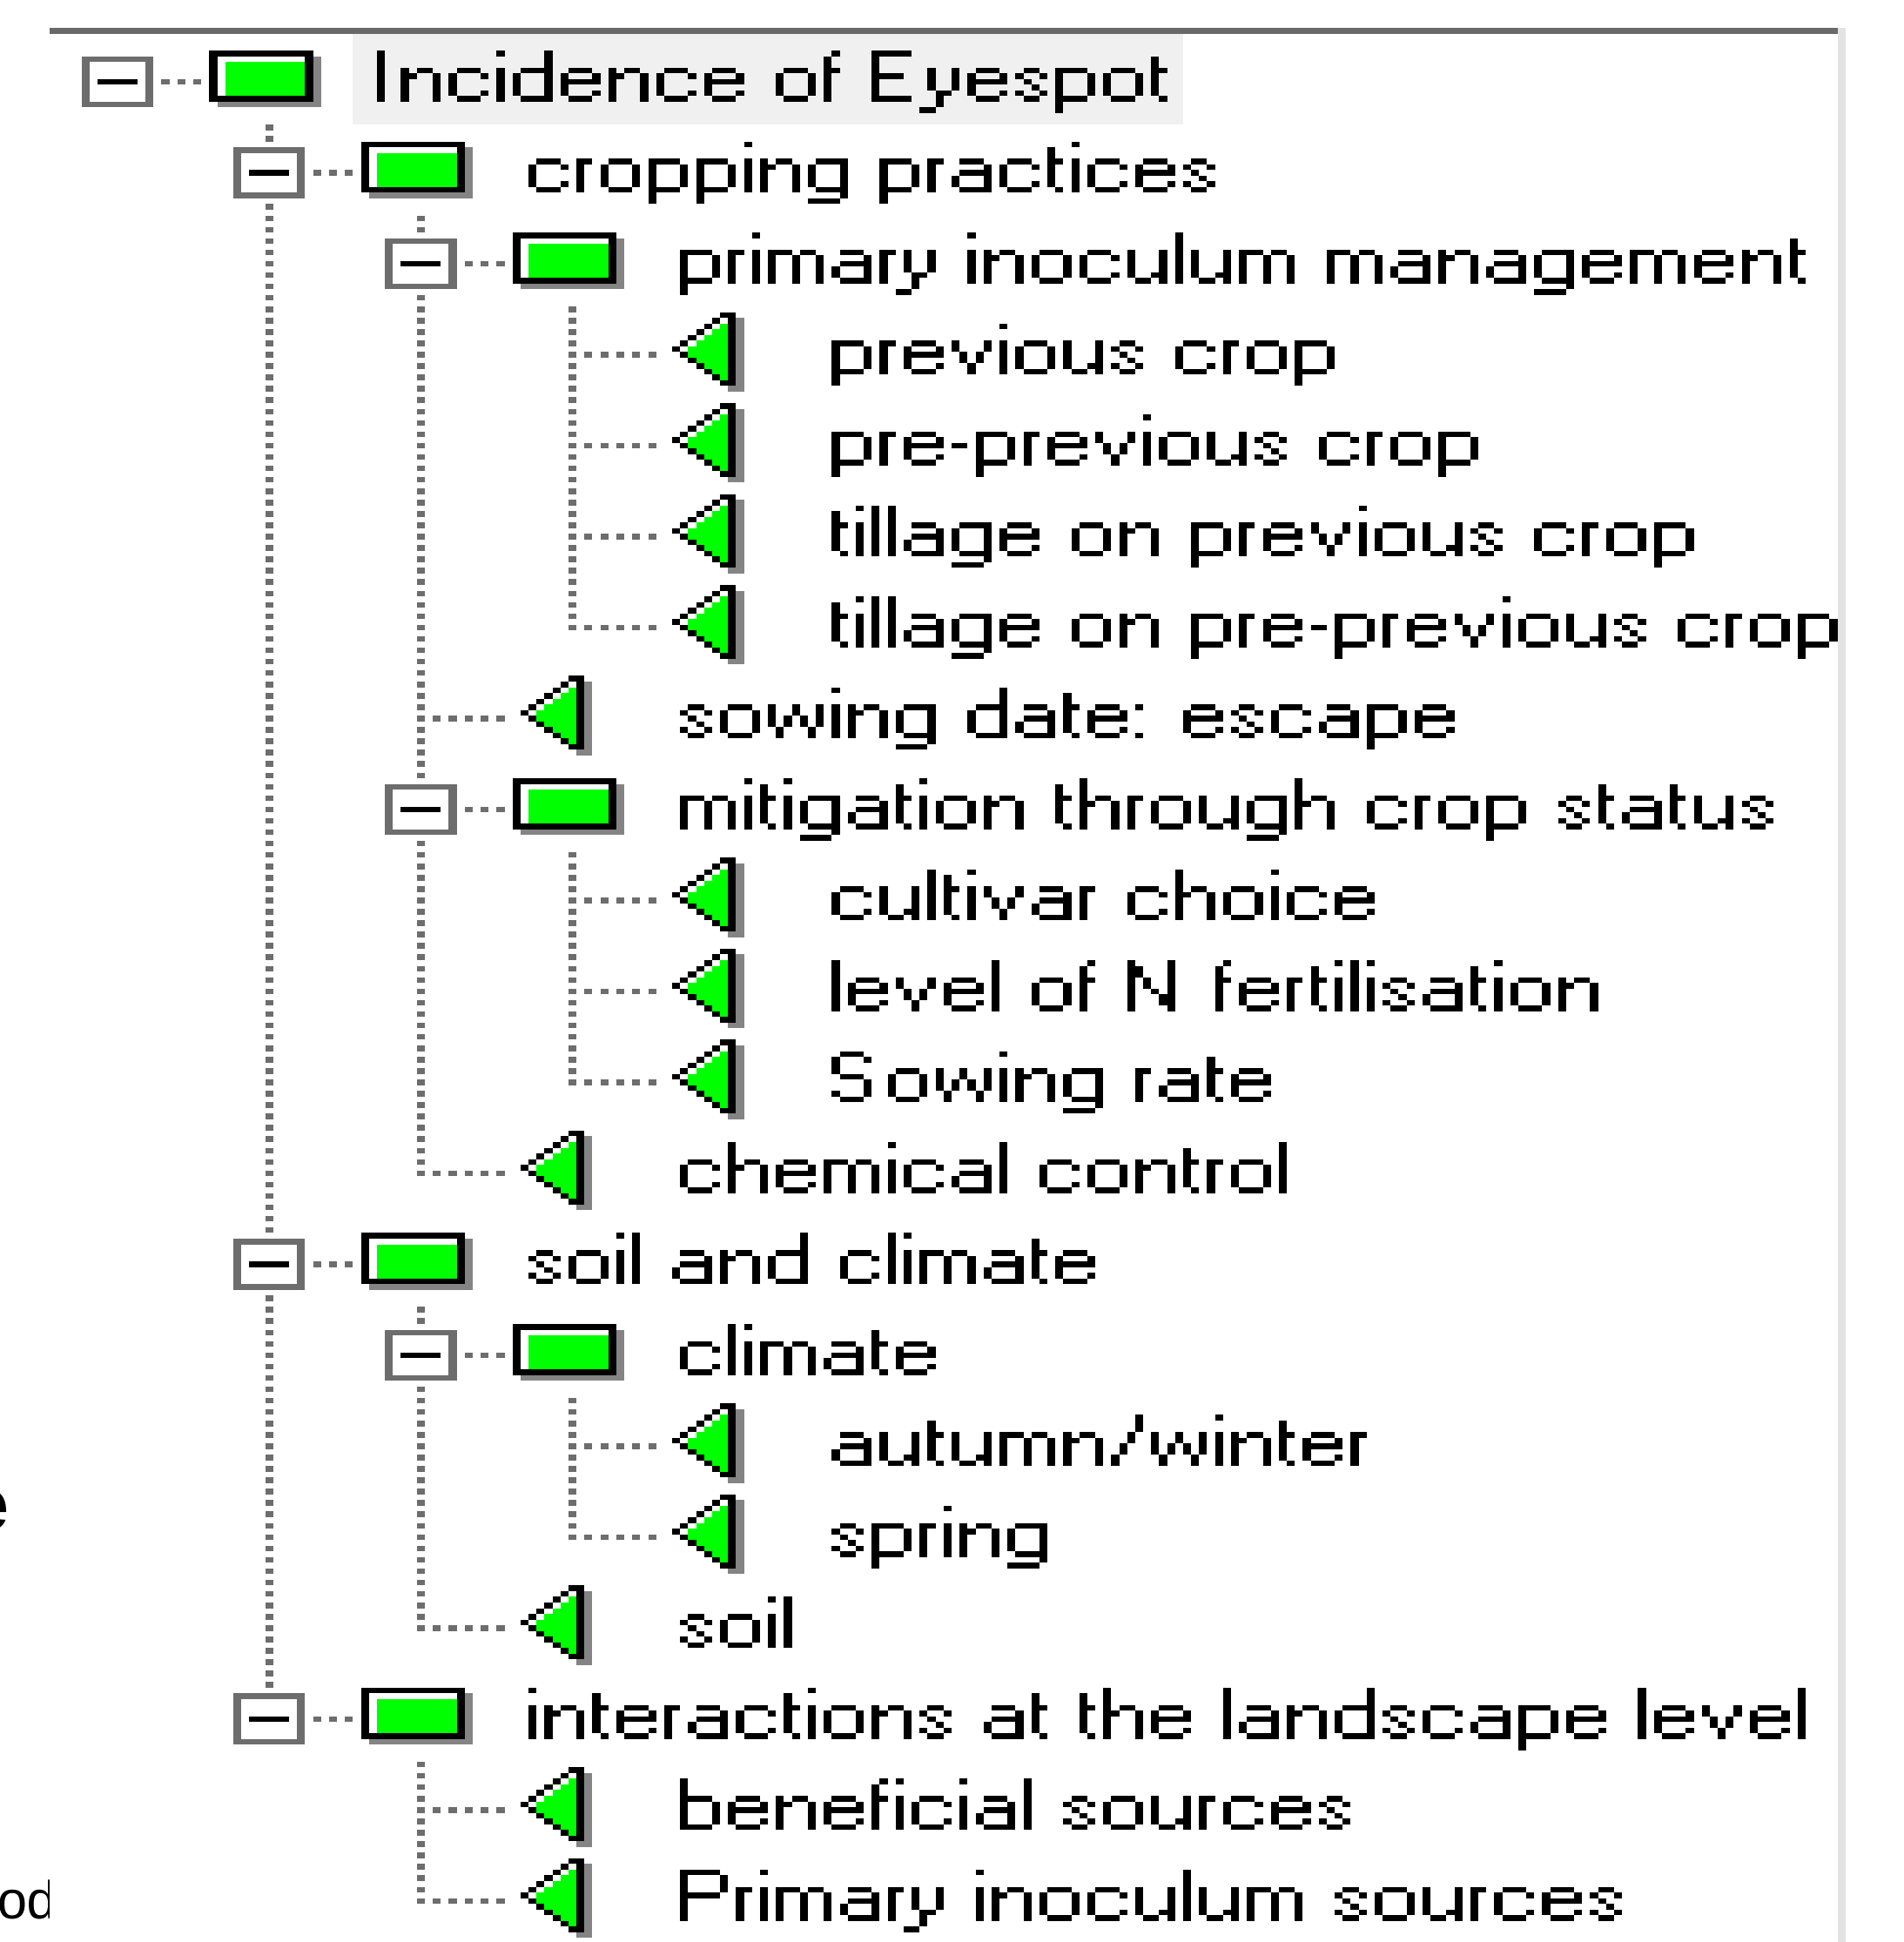 Incidence of Eyespot
cropping practices
primary inoculum management
previous crop
pre-previous crop
tillage on previous crop
tillage on pre-previous crop
sowing date: escape
mitigation through crop status
cultivar choice
level of N fertilisation
Sowing rate
chemical control
soil and climate
climate
autumn/winter
spring
soil
interactions at the landscape level
beneficial sources
Primary inoculum sources